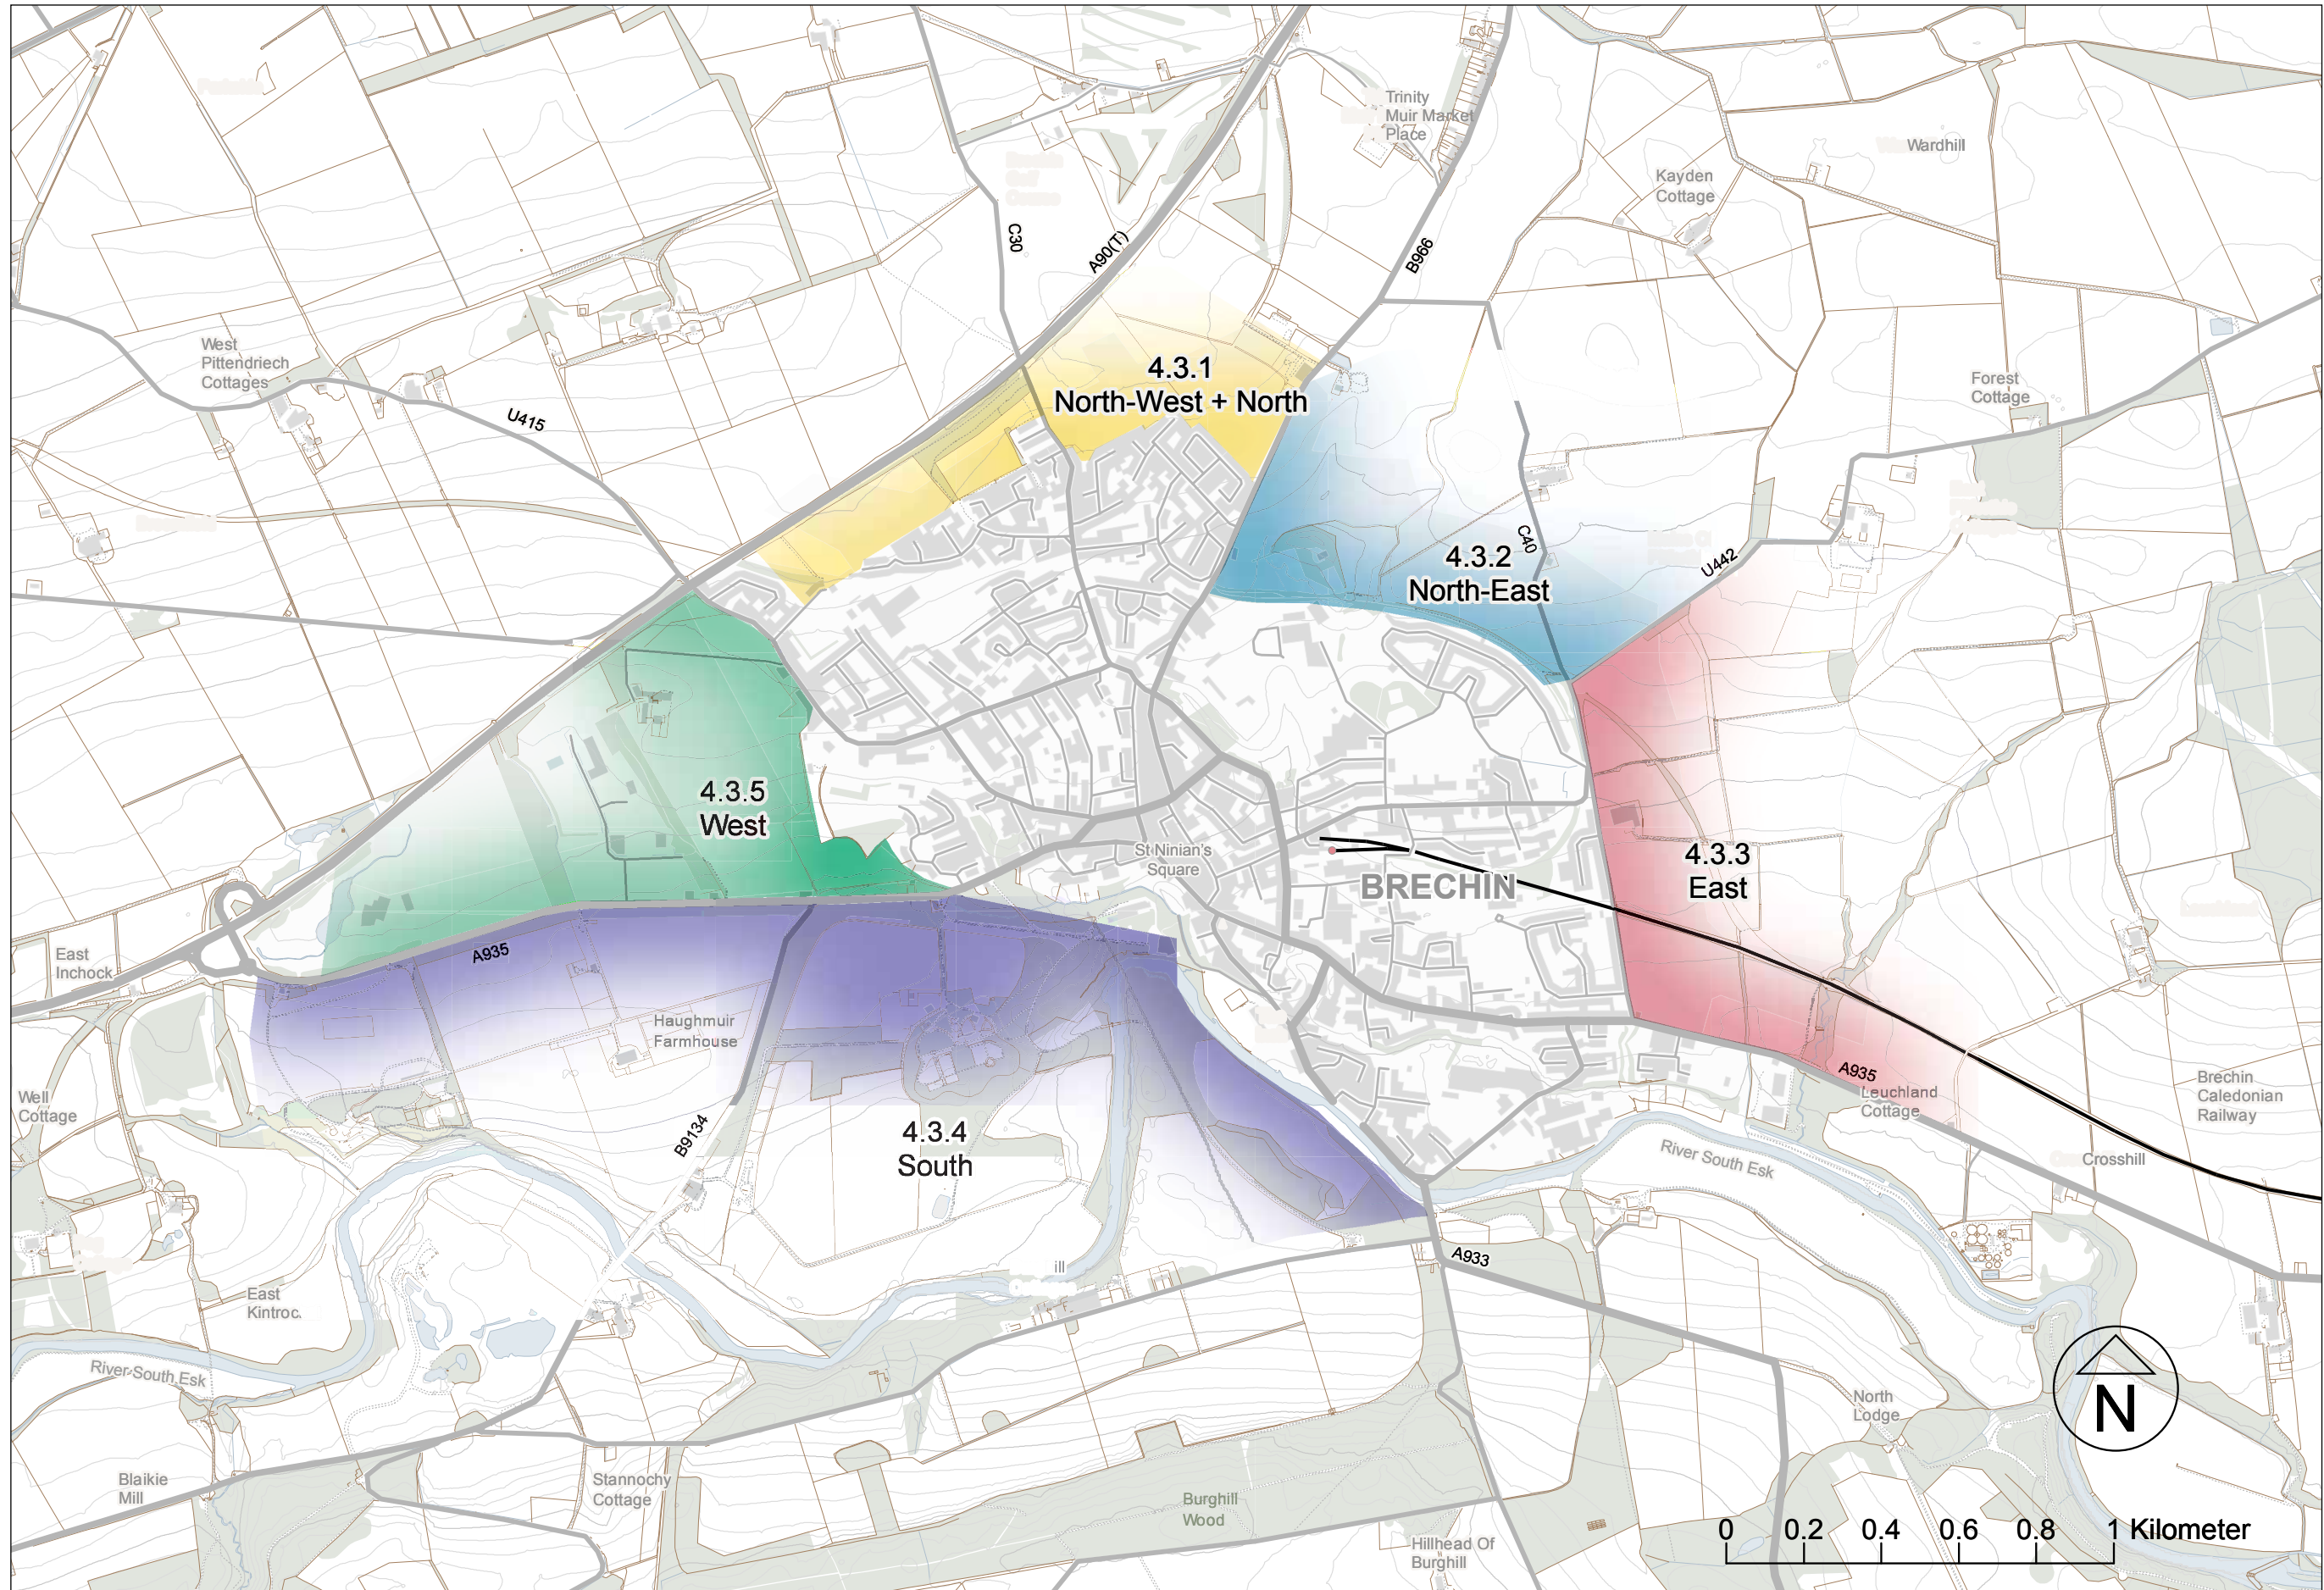 Trinity
Muir Market
Place
Wardhill
Kayden
Cottage
C30
A90(T)
B966
West
Pittendriech
Cottages
4.3.1
North-West + North
Forest
Cottage
U415
C40
4.3.2
North-East
U442
4.3.5
West
St Ninian's
Square
4.3.3
East
BRECHIN
A935
East
Inchock
Haughmuir
Farmhouse
Well
Cottage
A935
Leuchland
Cottage
Brechin
Caledonian
Railway
B9134
4.3.4
South
River South Esk
Crosshill
ill
A933
East
Kintroc.
River South Esk
North
Lodge
N
Blaikie
Mill
Stannochy
Cottage
Burghill
Wood
Hillhead Of
Burghill
0 0.2 0.4 0.6 0.8 1 Kilometer